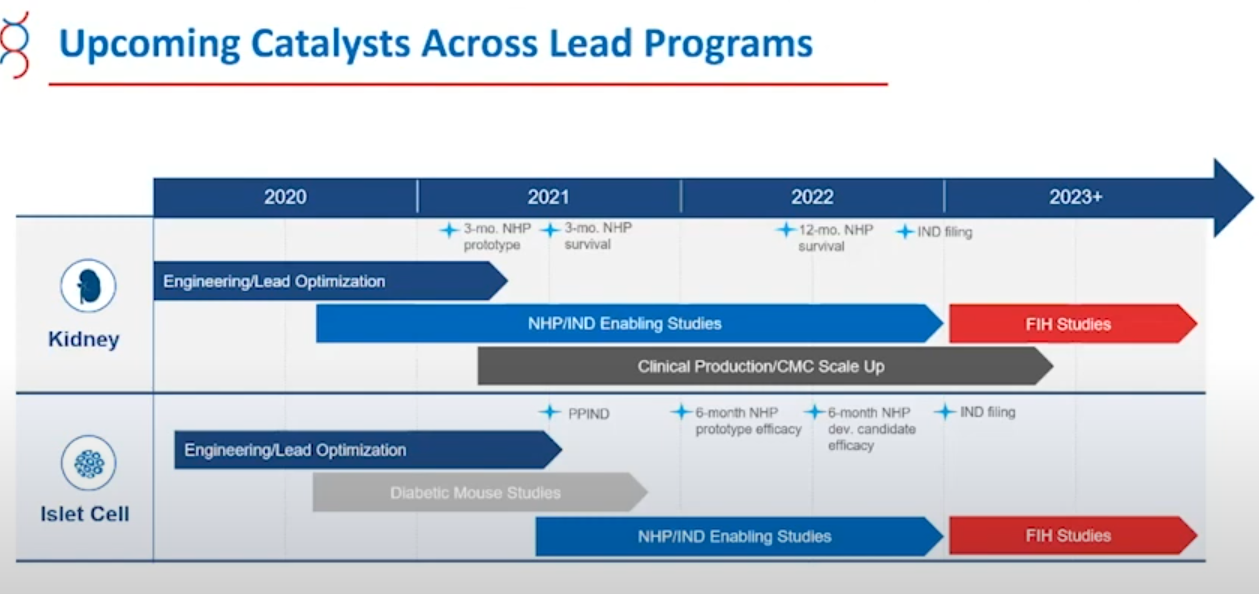 Upcoming Catalysts Across Lead Programs
2020
2021
2022
2023+
3-mo. NHP
prototype
3-mo. NHP
survival
12-mo. NHP
survival
IND filing
Engineering/Lead Optimization
NHP/IND Enabling Studies
FIH Studies
Kidney
Clinical Production/CMC Scale Up
PPIND
6-month NHP
prototype efficacy
6-month NHP
dev. candidate
efficacy
IND filing
Engineering/Lead Optimization
Diabetic Mouse Studies
Islet Cell
NHP/IND Enabling Studies
FIH Studies